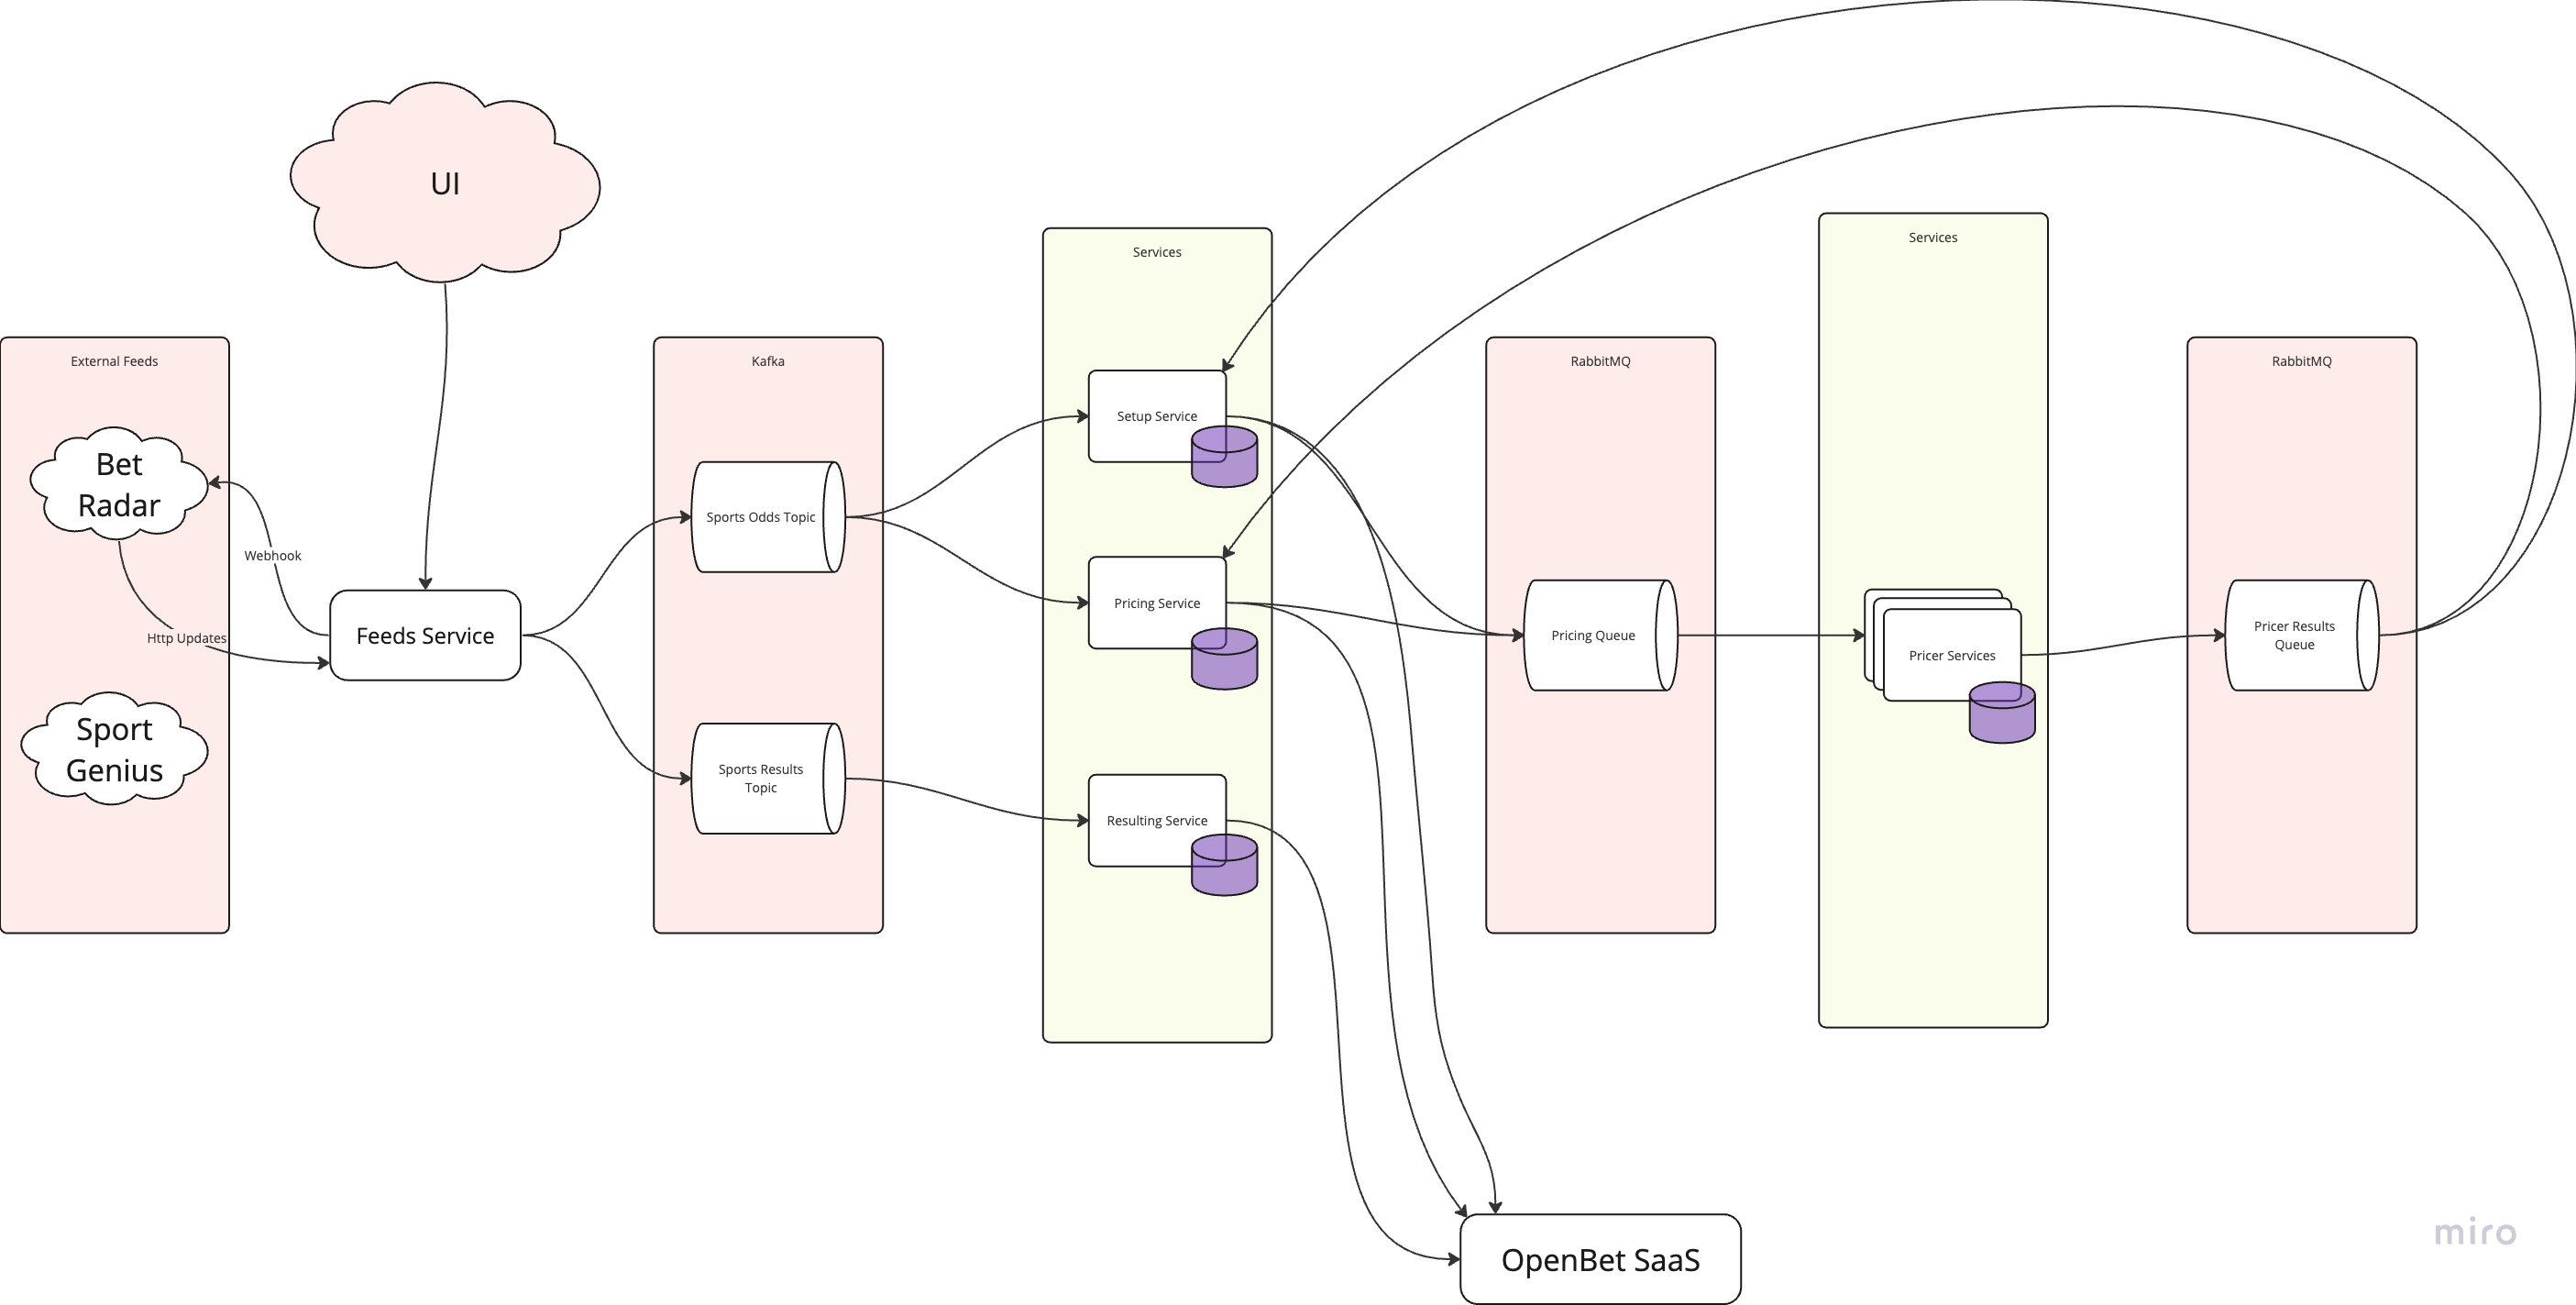 UI
External Feeds
Bet
Radar
Webhook
Http Updates
Sport
Genius
Feeds Service
Kafka
Sports Odds Topic
Sports Results
Topic
Services
Setup Service
Pricing Service
Resulting Service
RabbitMQ
Pricing Queue
Services
Pricer Services
RabbitMQ
Pricer Results
Queue
OpenBet SaaS
miro